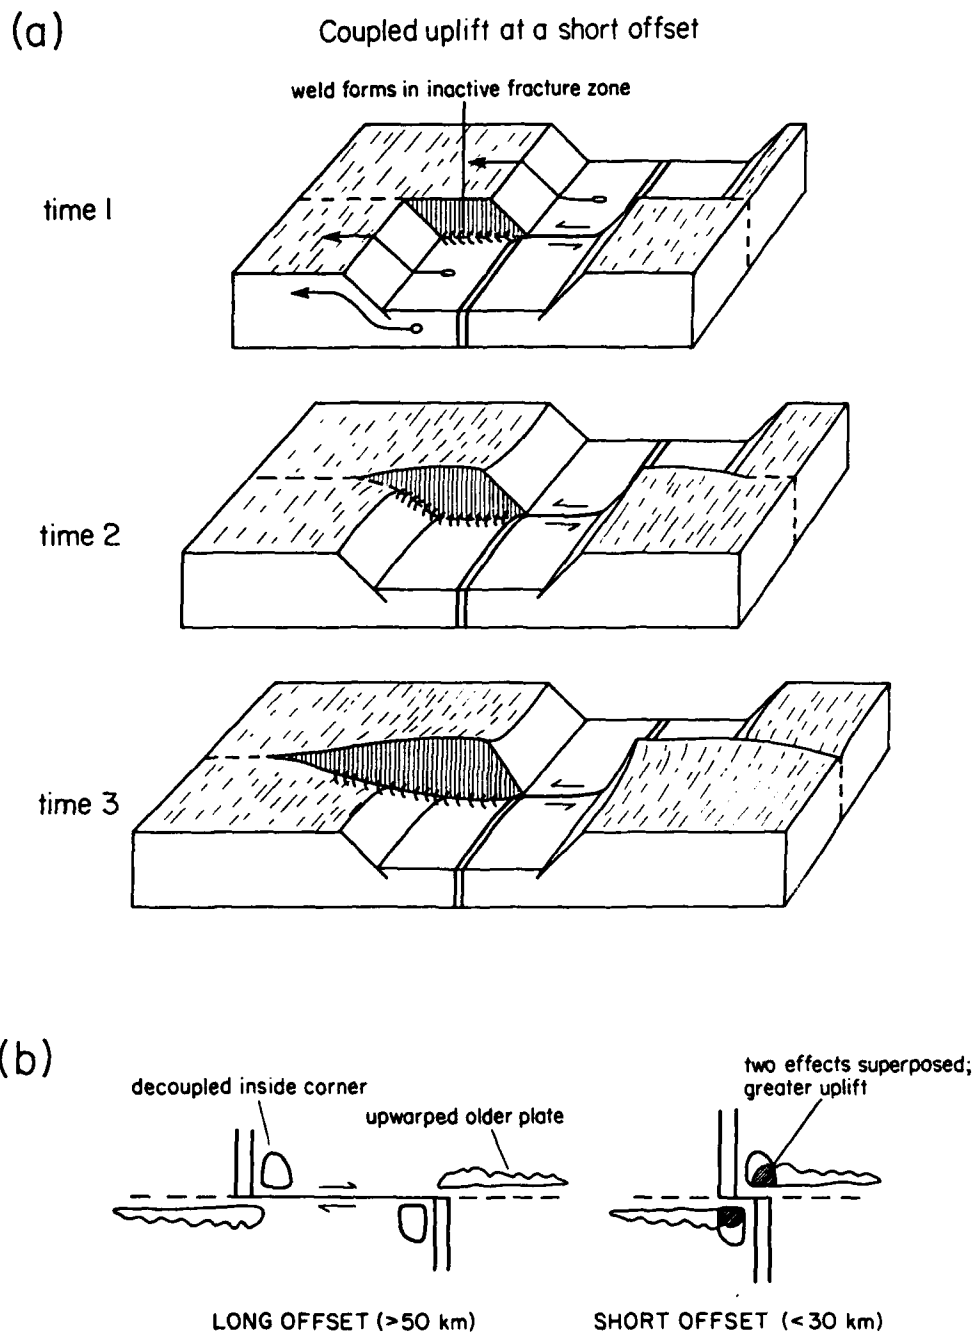 (a)
Coupled uplift at a short offset
weld forms in inactive fracture zone
time 1
time 2
time 3
(b)
decoupled inside corner
upwarped older plate
two effects superposed;
greater uplift
LONG OFFSET (>50 km)
SHORT OFFSET (<30 km)